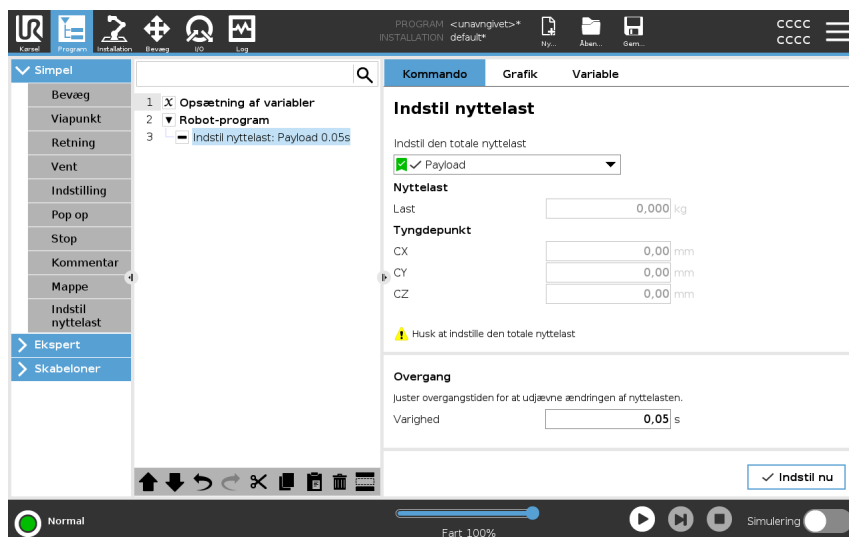 UR
PROGRAM <unavngivet>*
INSTALLATION default*
CCCC
CCCC
Kørsel Program Installation Bevæg I/O Log Ny... Åben... Gem...
Simpel
Bevæg
Viapunkt
Retning
Vent
Indstilling
Pop op
Stop
Kommentar
Mappe
Indstil
nyttelast
Ekspert
Skabeloner
1 X Opsætning af variabler
2 Robot-program
3 Indstil nyttelast: Payload 0.05s
Kommando Grafik Variable
Indstil nyttelast
Indstil den totale nyttelast
Payload
Nyttelast
Last 0,000 kg
Tyngdepunkt
CX 0,00 mm
CY 0,00 mm
CZ 0,00 mm
Husk at indstille den totale nyttelast
Overgang
Juster overgangstiden for at udjævne ændringen af nyttelasten.
Varighed 0,05 s
Indstil nu
Normal
Fart 100%
Simulering